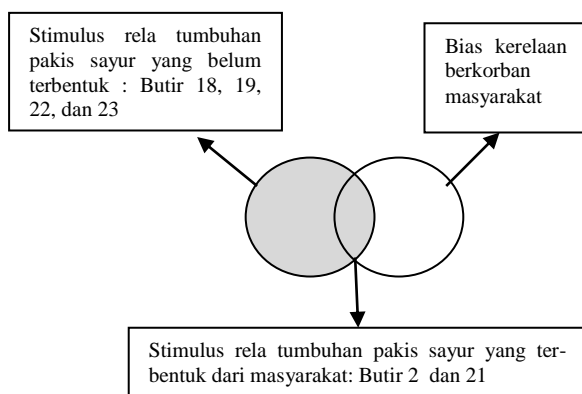 Stimulus rela tumbuhan
pakis sayur yang belum
terbentuk : Butir 18, 19,
22, dan 23
Bias kerelaan
berkorban
masyarakat
Stimulus rela tumbuhan pakis sayur yang ter-
bentuk dari masyarakat: Butir 2 dan 21